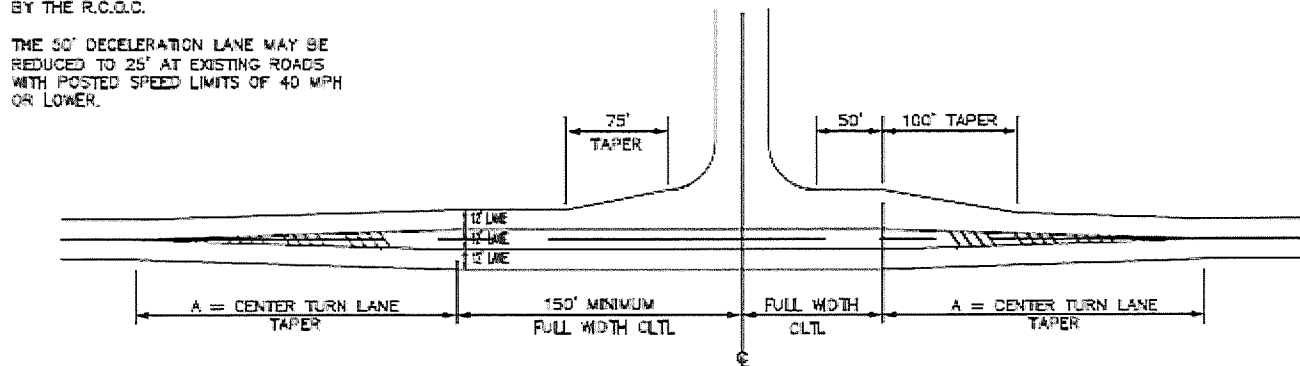 BY THE R.C.O.C.
THE 50' DECELERATION LANE MAY BE
REDUCED TO 25' AT EXISTING ROADS
WITH POSTED SPEED LIMITS OF 40 MPH
OR LOWER.
75'
TAPER
50'
100' TAPER
12' LANE
12' LANE
12' LANE
A = CENTER TURN LANE
TAPER
150' MINIMUM
FULL WIDTH CLTL
FULL WIDTH
CLTL
A = CENTER TURN LANE
TAPER
℄